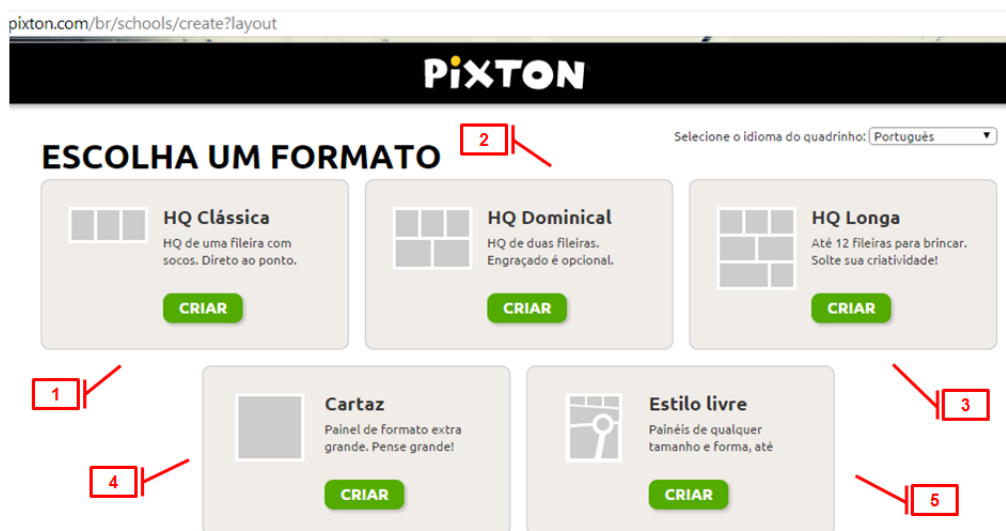 pixton.com/br/schools/create?layout
PiXTON
2
Selecione o idioma do quadrinho: Português
ESCOLHA UM FORMATO
HQ Clássica
HQ de uma fileira com
socos. Direto ao ponto.
CRIAR
HQ Dominical
HQ de duas fileiras.
Engraçado é opcional.
CRIAR
HQ Longa
Até 12 fileiras para brincar.
Solte sua criatividade!
CRIAR
1
3
Cartaz
Painel de formato extra
grande. Pense grande!
CRIAR
Estilo livre
Painéis de qualquer
tamanho e forma, até
CRIAR
4
5